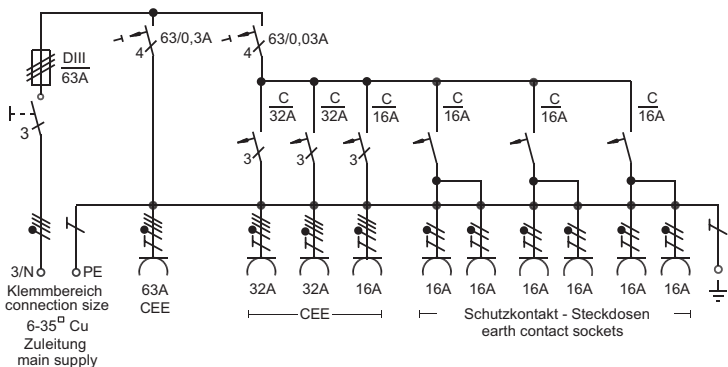 DIII
63A
3
4
63/0,3A
4
63/0,03A
C
32A
C
32A
C
16A
C
16A
C
16A
C
16A
3
3
3
3/N
PE
Klemmbereich
connection size
6-35□ Cu
Zuleitung
main supply
63A
CEE
32A
32A
16A
CEE
16A
16A
16A
16A
16A
16A
Schutzkontakt - Steckdosen
earth contact sockets